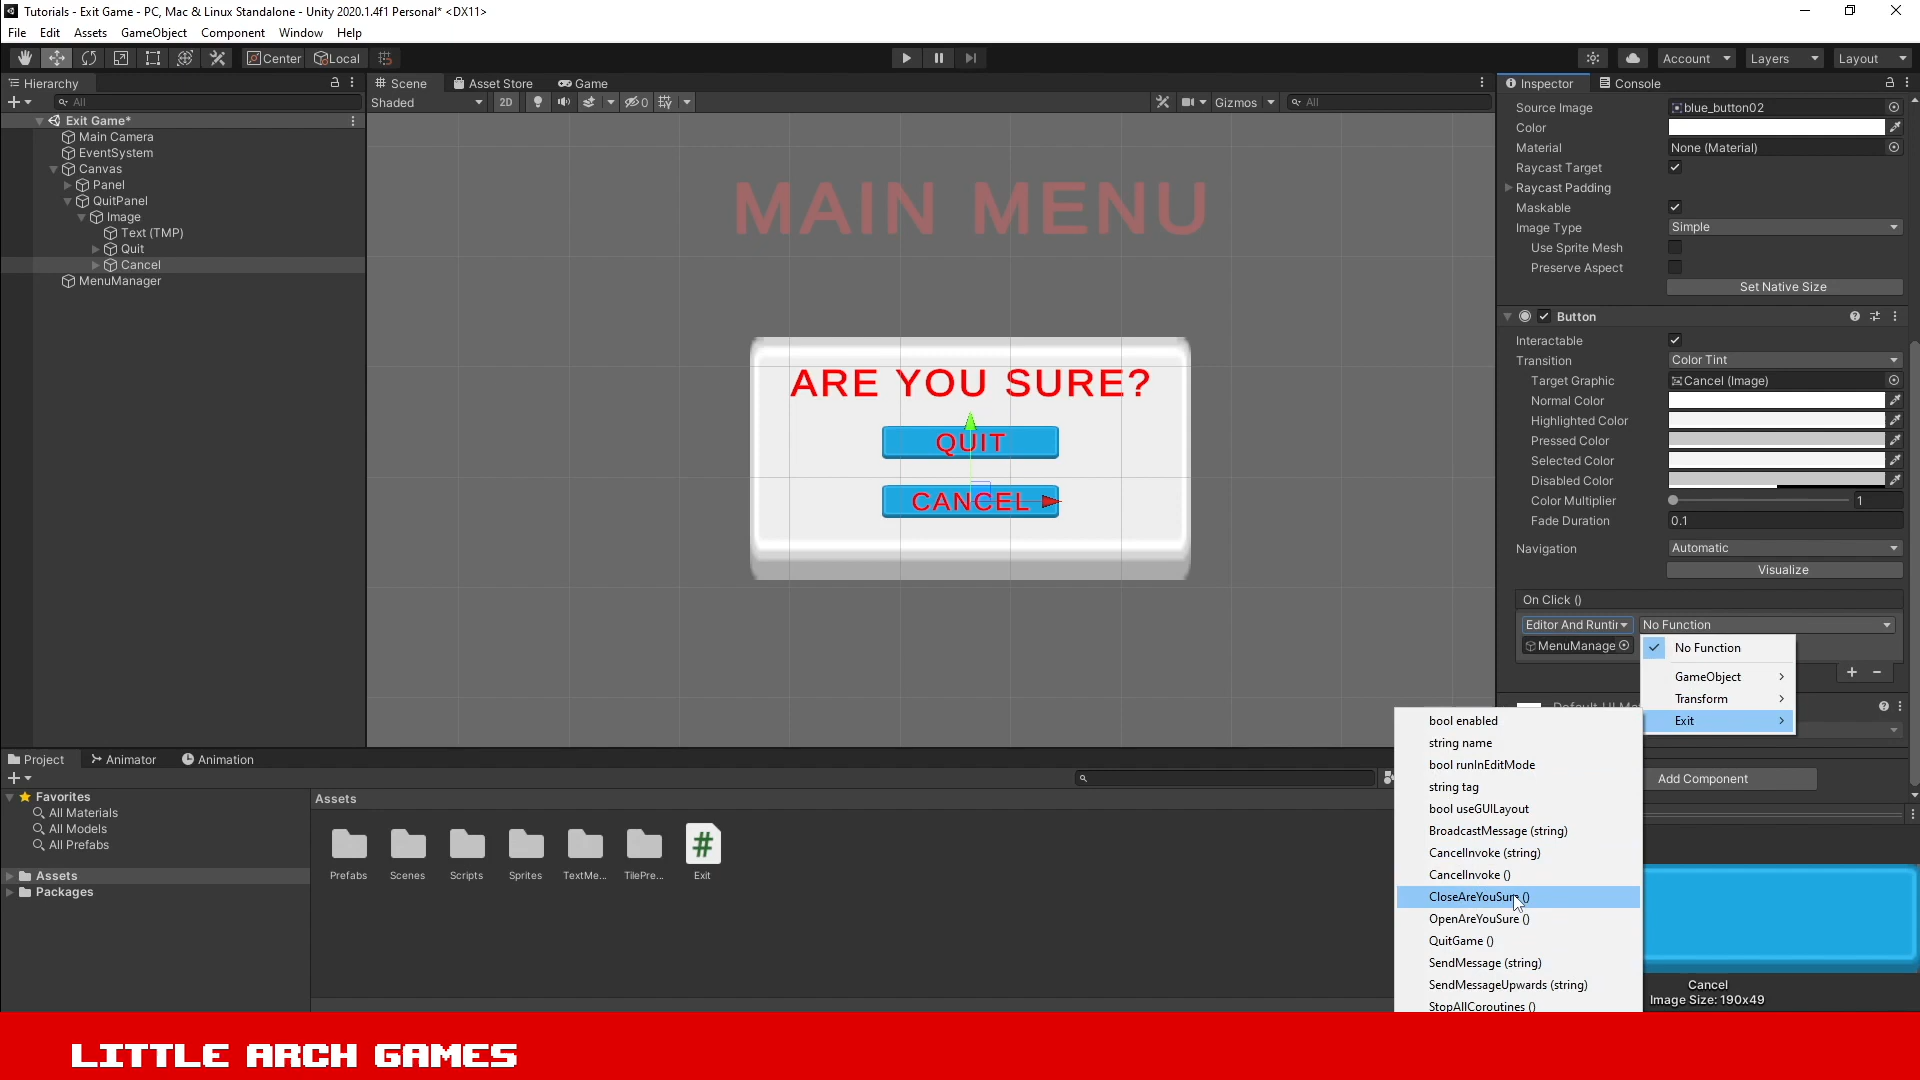 Tutorials - Exit Game - PC, Mac & Linux Standalone - Unity 2020.1.4f1 Personal* <DX11>
File Edit Assets GameObject Component Window Help
Center Local Account Layers Layout
Hierarchy
All
Exit Game*
Main Camera
EventSystem
Canvas
Panel
QuitPanel
Image
Text (TMP)
Quit
Cancel
MenuManager
Scene Asset Store Game
Shaded 2D 0 Gizmos All
MAIN MENU
ARE YOU SURE?
QUIT
CANCEL
Inspector Console
Source Image blue_button02
Color
Material None (Material)
Raycast Target
Raycast Padding
Maskable
Image Type Simple
Use Sprite Mesh
Preserve Aspect
Set Native Size
Button
Interactable
Transition Color Tint
Target Graphic Cancel (Image)
Normal Color
Highlighted Color
Pressed Color
Selected Color
Disabled Color
Color Multiplier 1
Fade Duration 0.1
Navigation Automatic
Visualize
On Click ()
Editor And Runtir No Function
MenuManage
No Function
GameObject
Transform
Exit
bool enabled
string name
bool runInEditMode
string tag
bool useGUILayout
BroadcastMessage (string)
CancelInvoke (string)
CancelInvoke ()
CloseAreYouSure ()
OpenAreYouSure ()
QuitGame ()
SendMessage (string)
SendMessageUpwards (string)
StopAllCoroutines ()
Add Component
Cancel
Image Size: 190x49
Project Animator Animation
Favorites
All Materials
All Models
All Prefabs
Assets
Packages
Assets
Prefabs Scenes Scripts Sprites TextMe... TilePre... Exit
LITTLE ARCH GAMES